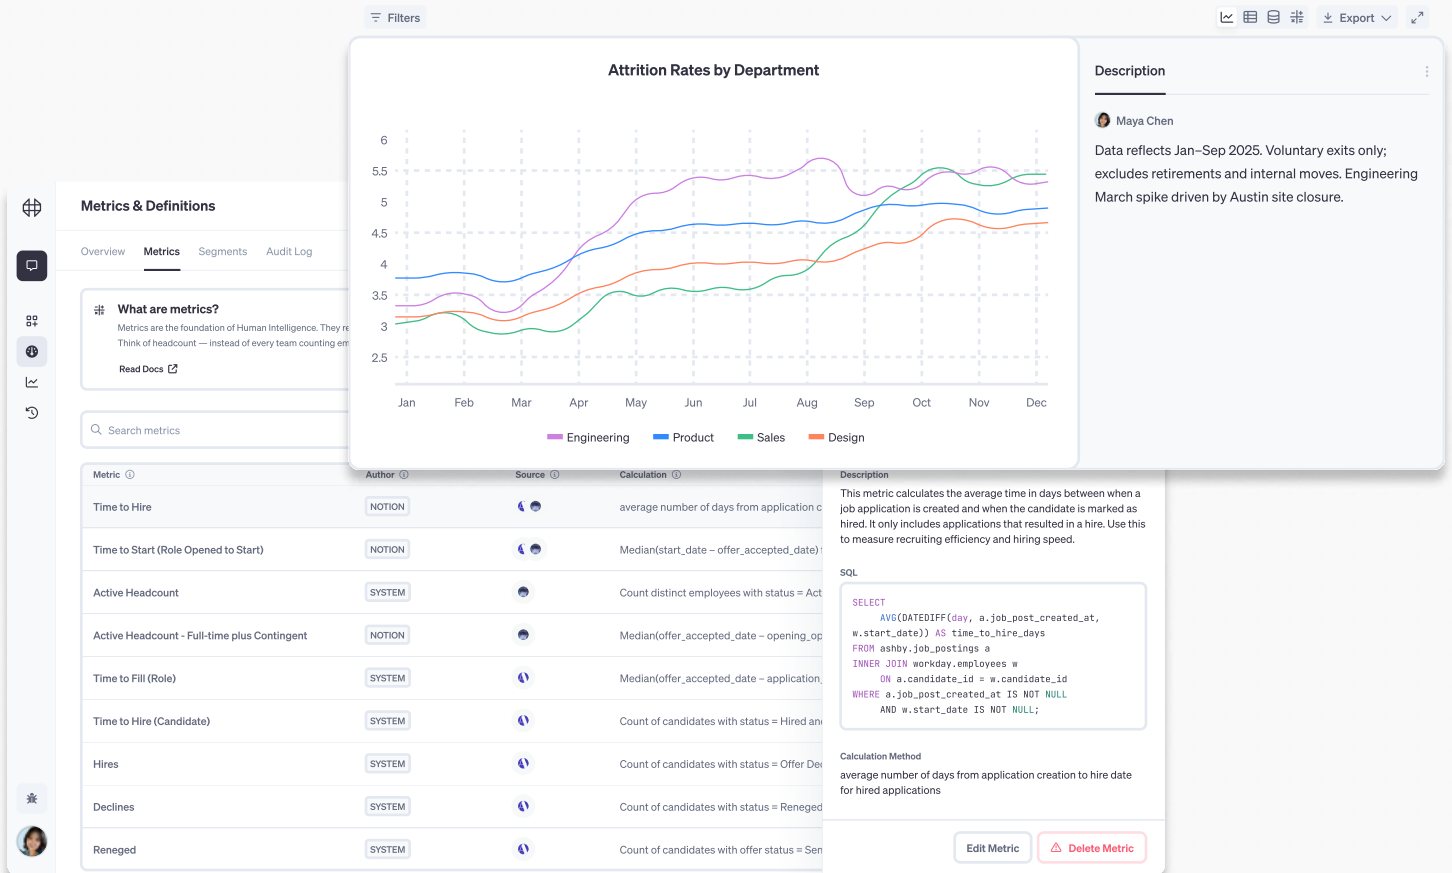 Filters
Export
Attrition Rates by Department
6
5.5
5
4.5
4
3.5
3
2.5
Jan Feb Mar Apr May Jun Jul Aug Sep Oct Nov Dec
Engineering Product Sales Design
Description
Maya Chen
Data reflects Jan–Sep 2025. Voluntary exits only;
excludes retirements and internal moves. Engineering
March spike driven by Austin site closure.
Metrics & Definitions
Overview Metrics Segments Audit Log
What are metrics?
Metrics are the foundation of Human Intelligence. They re
Think of headcount — instead of every team counting em
Read Docs
Search metrics
Metric Author Source Calculation
Time to Hire NOTION average number of days from application c
Time to Start (Role Opened to Start) NOTION Median(start_date – offer_accepted_date)
Active Headcount SYSTEM Count distinct employees with status = Act
Active Headcount - Full-time plus Contingent NOTION Median(offer_accepted_date – opening_op
Time to Fill (Role) SYSTEM Median(offer_accepted_date – application_
Time to Hire (Candidate) SYSTEM Count of candidates with status = Hired and
Hires SYSTEM Count of candidates with status = Offer Dec
Declines SYSTEM Count of candidates with status = Reneged
Reneged SYSTEM Count of candidates with offer status = Sen
Description
This metric calculates the average time in days between when a
job application is created and when the candidate is marked as
hired. It only includes applications that resulted in a hire. Use this
to measure recruiting efficiency and hiring speed.
SQL
SELECT
AVG(DATEDIFF(day, a.job_post_created_at,
w.start_date)) AS time_to_hire_days
FROM ashby.job_postings a
INNER JOIN workday.employees w
ON a.candidate_id = w.candidate_id
WHERE a.job_post_created_at IS NOT NULL
AND w.start_date IS NOT NULL;
Calculation Method
average number of days from application creation to hire date
for hired applications
Edit Metric
Delete Metric